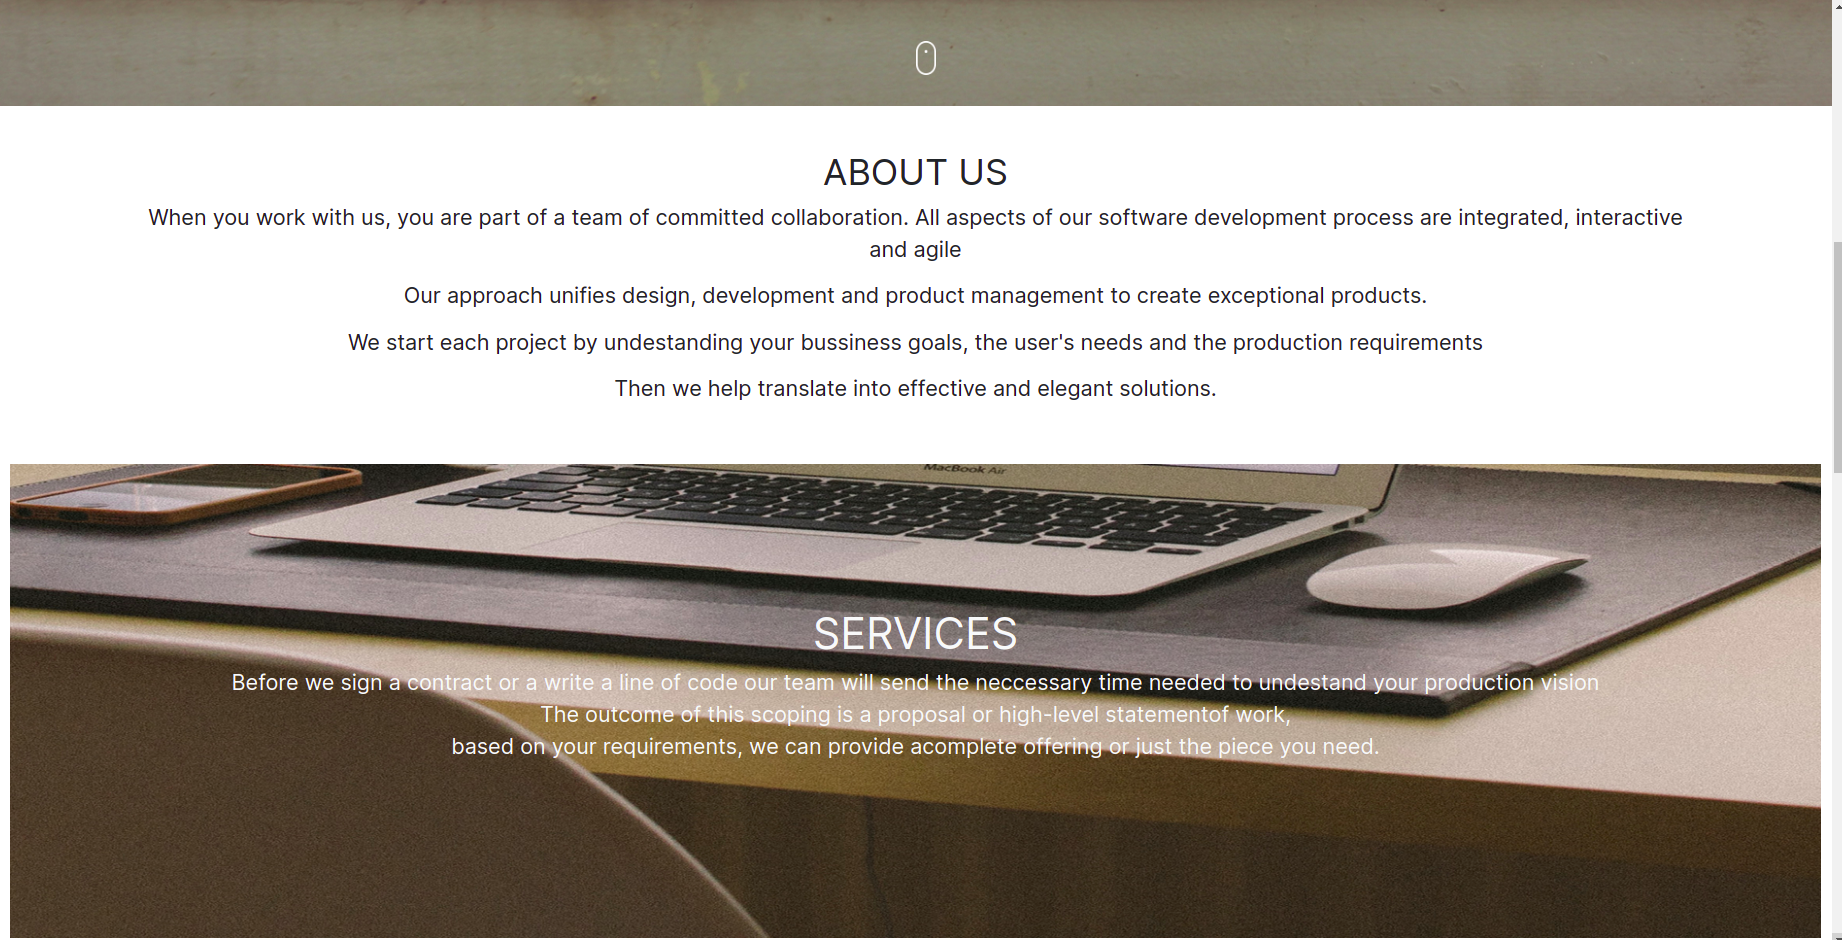 ABOUT US
When you work with us, you are part of a team of committed collaboration. All aspects of our software development process are integrated, interactive
and agile
Our approach unifies design, development and product management to create exceptional products.
We start each project by undestanding your bussiness goals, the user's needs and the production requirements
Then we help translate into effective and elegant solutions.
MacBook Air
SERVICES
Before we sign a contract or a write a line of code our team will send the neccessary time needed to undestand your production vision
The outcome of this scoping is a proposal or high-level statementof work,
based on your requirements, we can provide acomplete offering or just the piece you need.